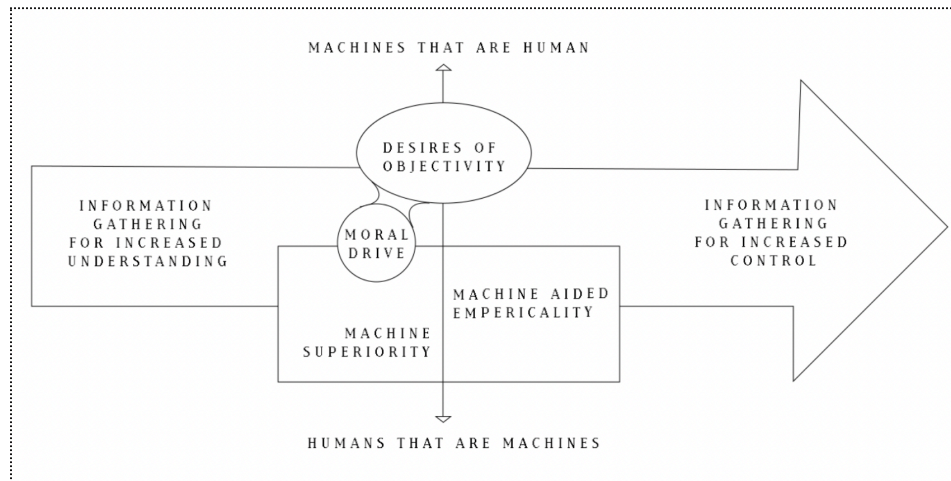 MACHINES THAT ARE HUMAN
DESIRES OF
OBJECTIVITY
INFORMATION
GATHERING
FOR INCREASED
UNDERSTANDING
MORAL
DRIVE
INFORMATION
GATHERING
FOR INCREASED
CONTROL
MACHINE AIDED
EMPERICALITY
MACHINE
SUPERIORITY
HUMANS THAT ARE MACHINES